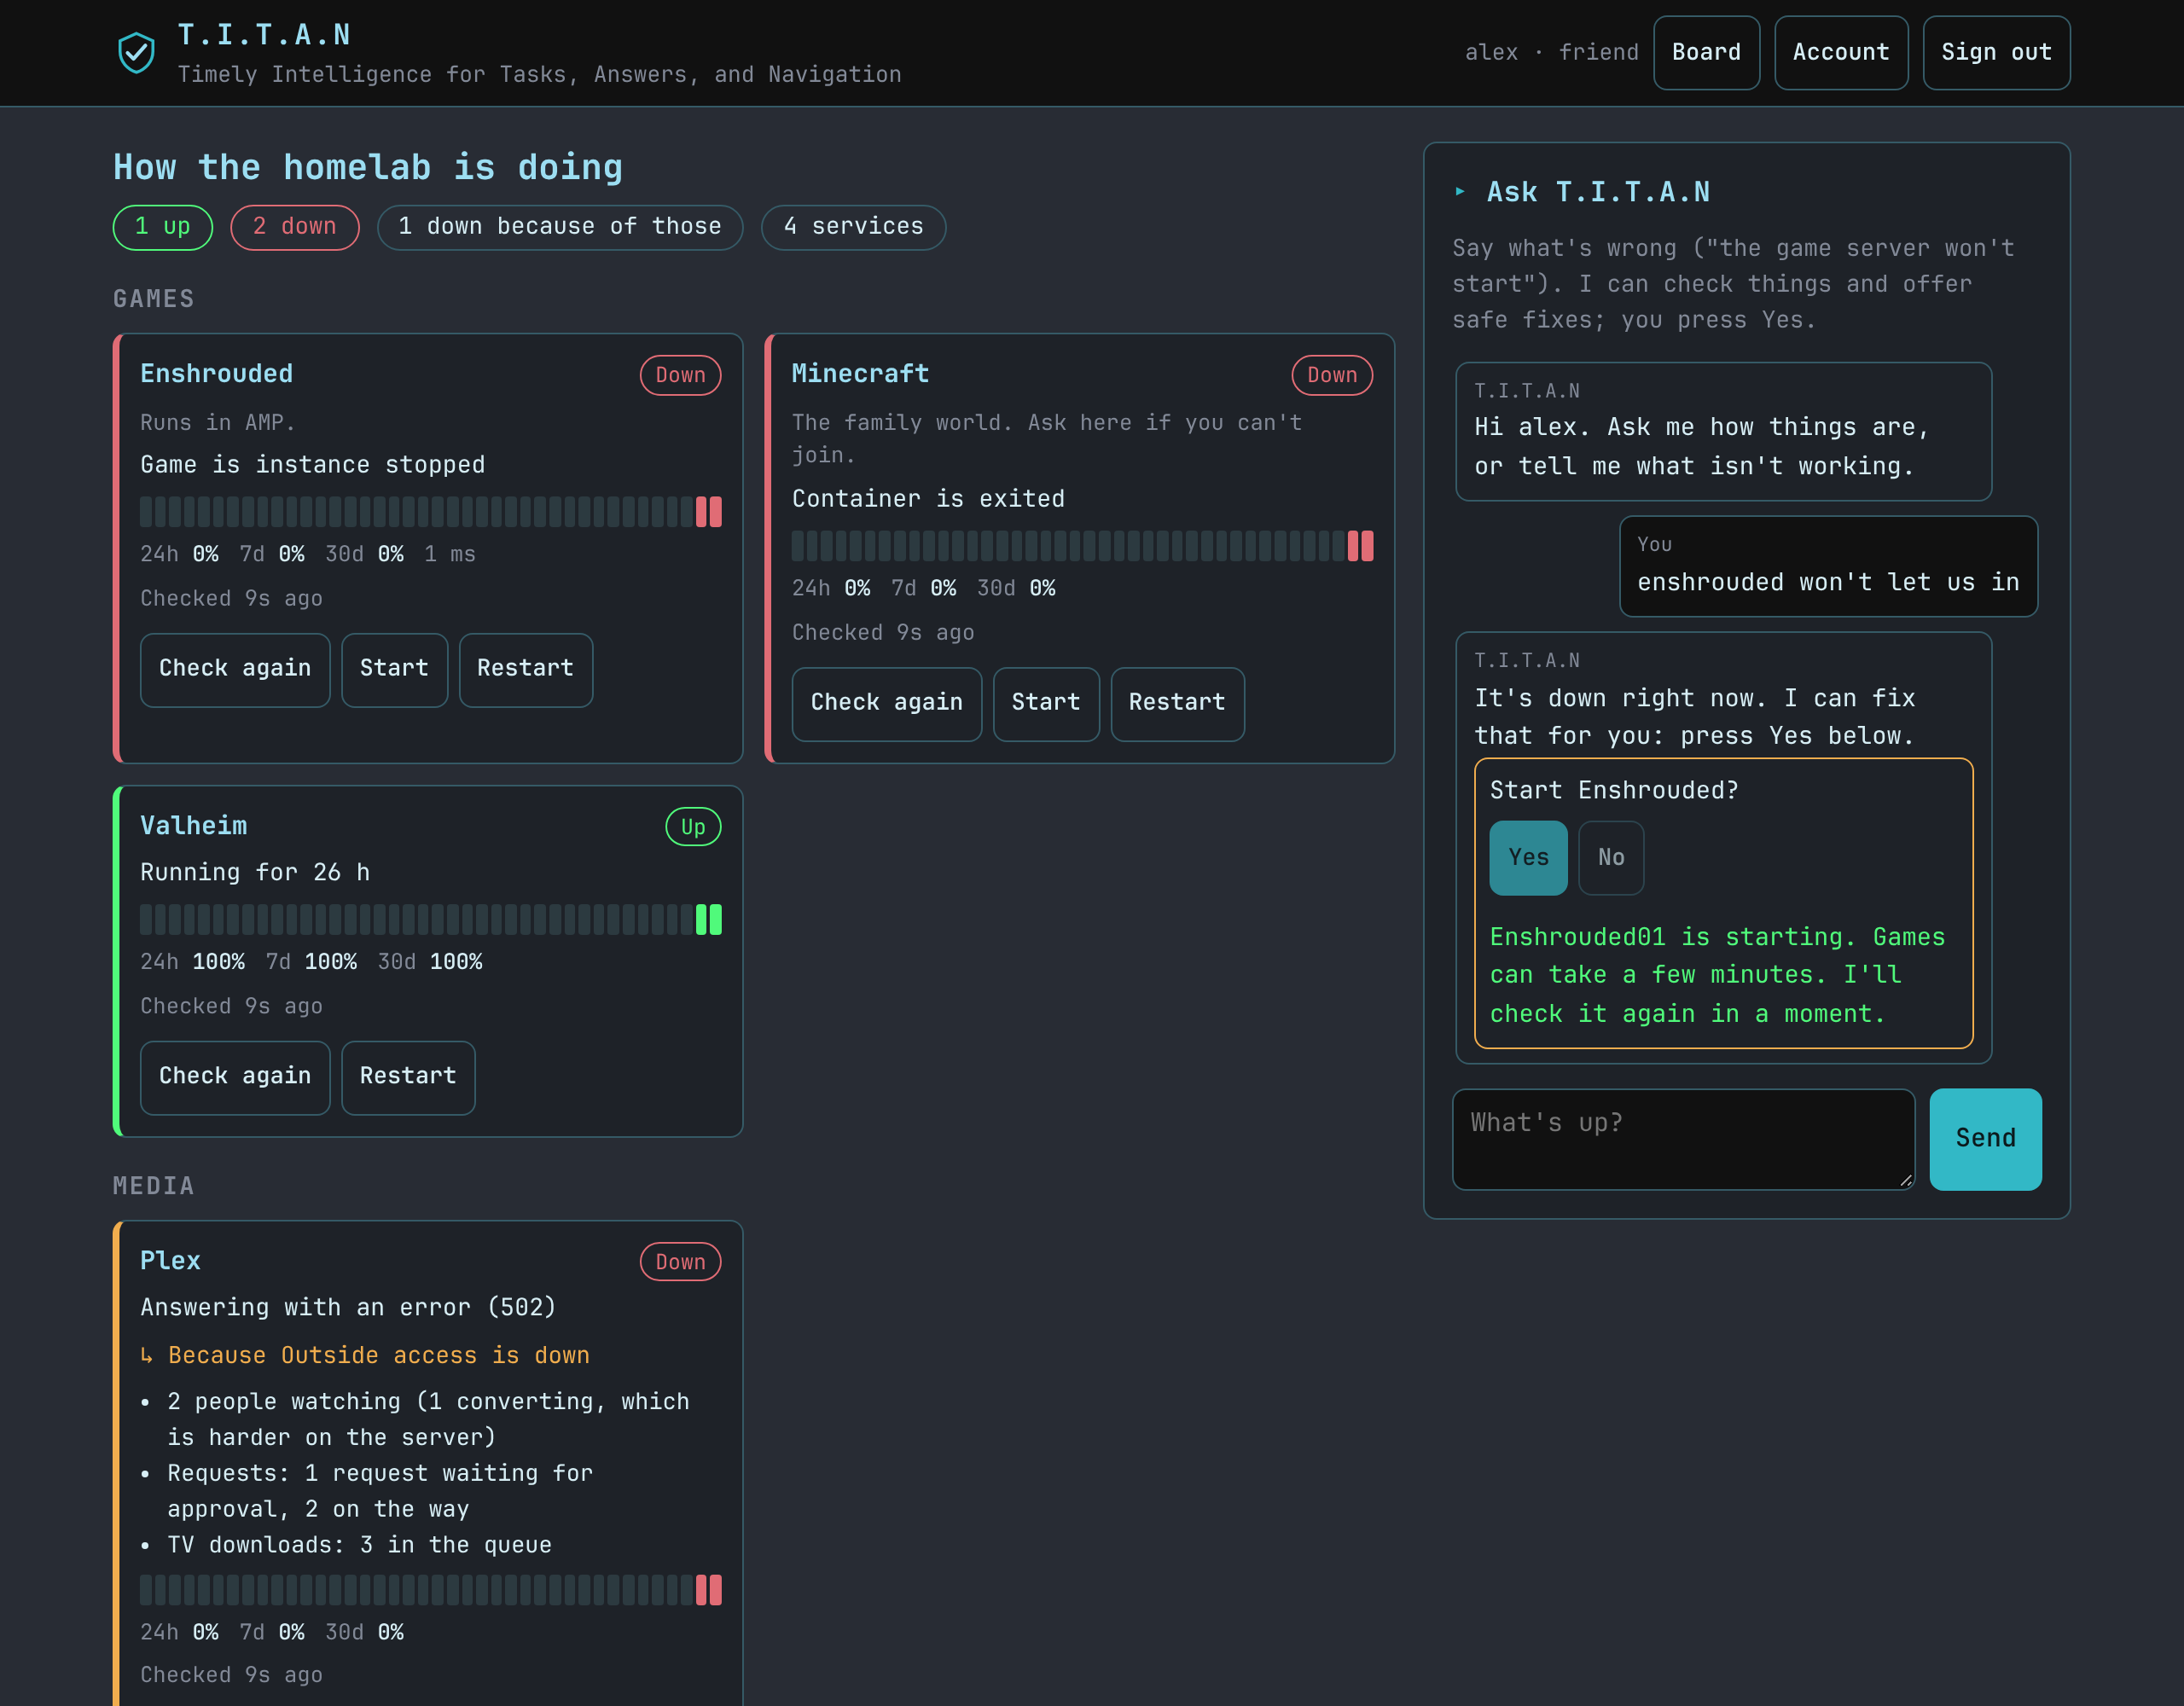 T.I.T.A.N
Timely Intelligence for Tasks, Answers, and Navigation
alex · friend
Board
Account
Sign out
How the homelab is doing
1 up
2 down
1 down because of those
4 services
GAMES
Enshrouded
Down
Runs in AMP.
Game is instance stopped
24h 0% 7d 0% 30d 0% 1 ms
Checked 9s ago
Check again
Start
Restart
Minecraft
Down
The family world. Ask here if you can't
join.
Container is exited
24h 0% 7d 0% 30d 0%
Checked 9s ago
Check again
Start
Restart
Valheim
Up
Running for 26 h
24h 100% 7d 100% 30d 100%
Checked 9s ago
Check again
Restart
MEDIA
Plex
Down
Answering with an error (502)
↳ Because Outside access is down
• 2 people watching (1 converting, which
is harder on the server)
• Requests: 1 request waiting for
approval, 2 on the way
• TV downloads: 3 in the queue
24h 0% 7d 0% 30d 0%
Checked 9s ago
▸ Ask T.I.T.A.N
Say what's wrong ("the game server won't
start"). I can check things and offer
safe fixes; you press Yes.
T.I.T.A.N
Hi alex. Ask me how things are,
or tell me what isn't working.
You
enshrouded won't let us in
T.I.T.A.N
It's down right now. I can fix
that for you: press Yes below.
Start Enshrouded?
Yes
No
Enshrouded01 is starting. Games
can take a few minutes. I'll
check it again in a moment.
What's up?
Send